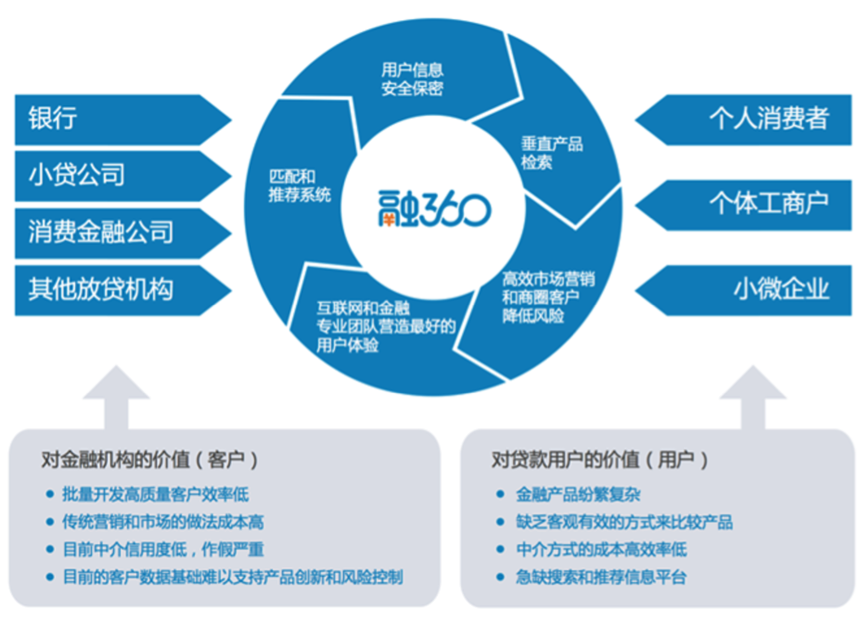 银行
小贷公司
消费金融公司
其他放贷机构
用户信息
安全保密
垂直产品
检索
高效市场营销
和商圈客户
降低风险
互联网和金融
专业团队营造最好的
用户体验
匹配和
推荐系统
融360
个人消费者
个体工商户
小微企业
对金融机构的价值（客户）
• 批量开发高质量客户效率低
• 传统营销和市场的做法成本高
• 目前中介信用度低，作假严重
• 目前的客户数据基础难以支持产品创新和风险控制
对贷款用户的价值（用户）
• 金融产品纷繁复杂
• 缺乏客观有效的方式来比较产品
• 中介方式的成本高效率低
• 急缺搜索和推荐信息平台